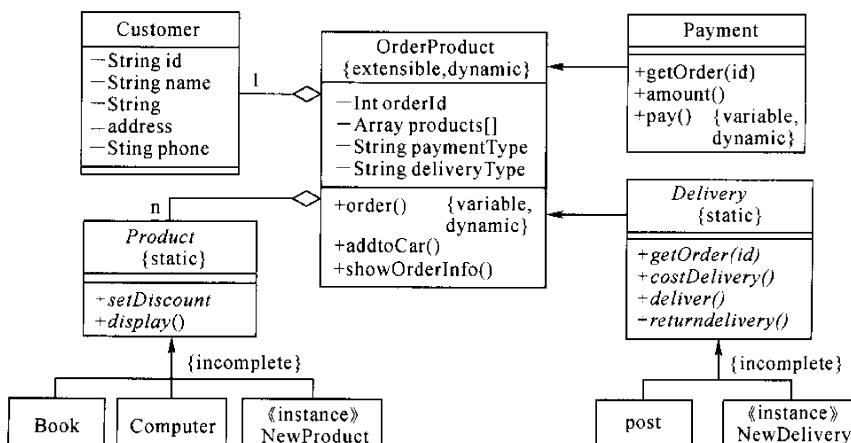 Customer
—String id
—String name
—String
—address
—Sting phone
1
OrderProduct
{extensible,dynamic}
—Int orderId
—Array products[]
—String paymentType
—String deliveryType
+order() {variable,
dynamic}
+addtoCar()
+showOrderInfo()
Payment
+getOrder(id)
+amount()
+pay() {variable,
dynamic}
n
Product
{static}
+setDiscount
+display()
{incomplete}
Book
Computer
《instance》
NewProduct
Delivery
{static}
+getOrder(id)
+costDelivery()
+deliver()
+returndelivery()
{incomplete}
post
《instance》
NewDelivery